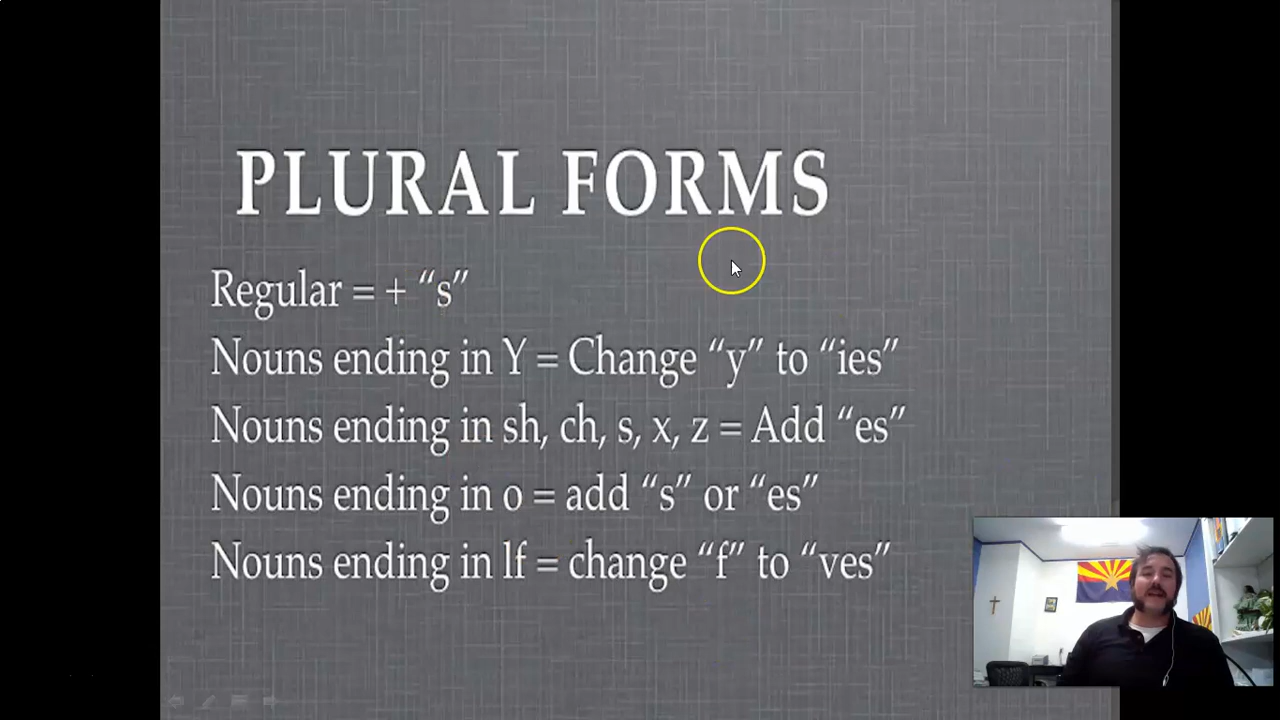 PLURAL FORMS
Regular = + “s”
Nouns ending in Y = Change “y” to “ies”
Nouns ending in sh, ch, s, x, z = Add “es”
Nouns ending in o = add “s” or “es”
Nouns ending in lf = change “f” to “ves”